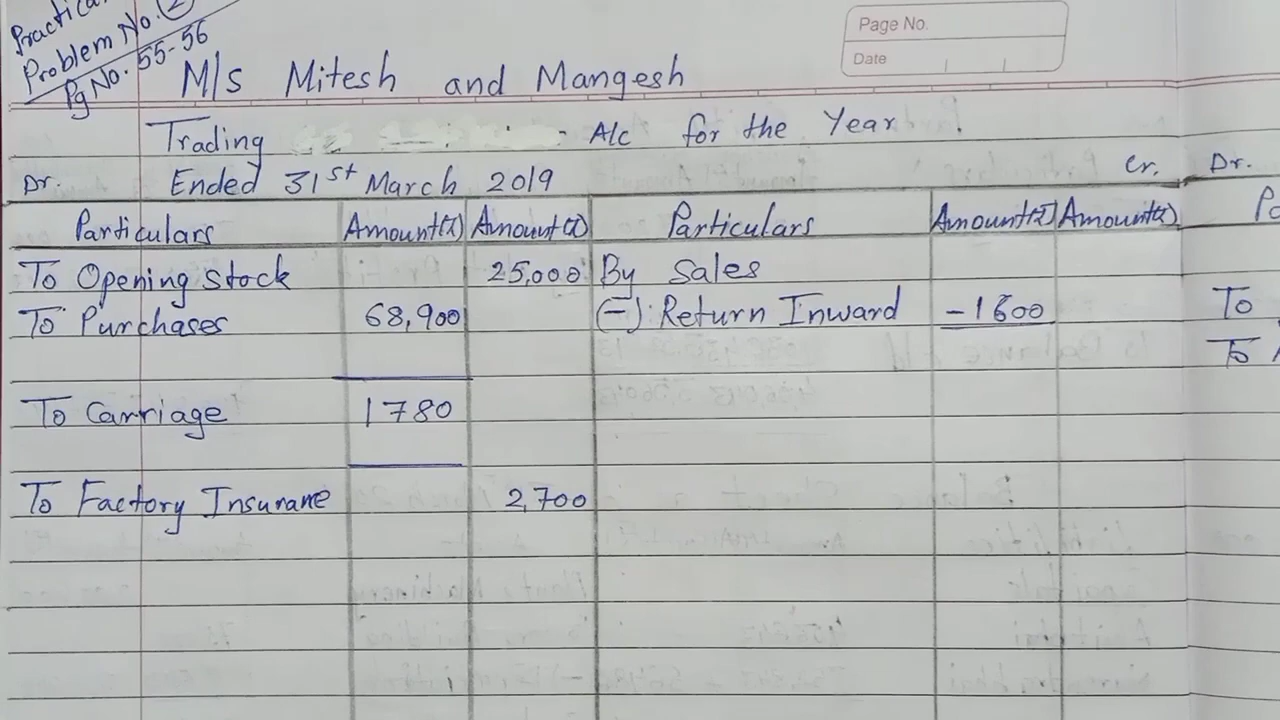 Practical
Problem No. 2
Pg No. 55-56
Page No.
Date
M/s Mitesh and Mangesh
Trading A/c for the Year
Dr. Ended 31st March 2019 Cr. Dr.
Particulars Amount(₹) Amount(₹) Particulars Amount(₹) Amount(₹)
To Opening Stock 25,000 By Sales
To Purchases 68,900 (-) Return Inward -1600 To
To
To Carriage 1780
To Factory Insurane 2,700